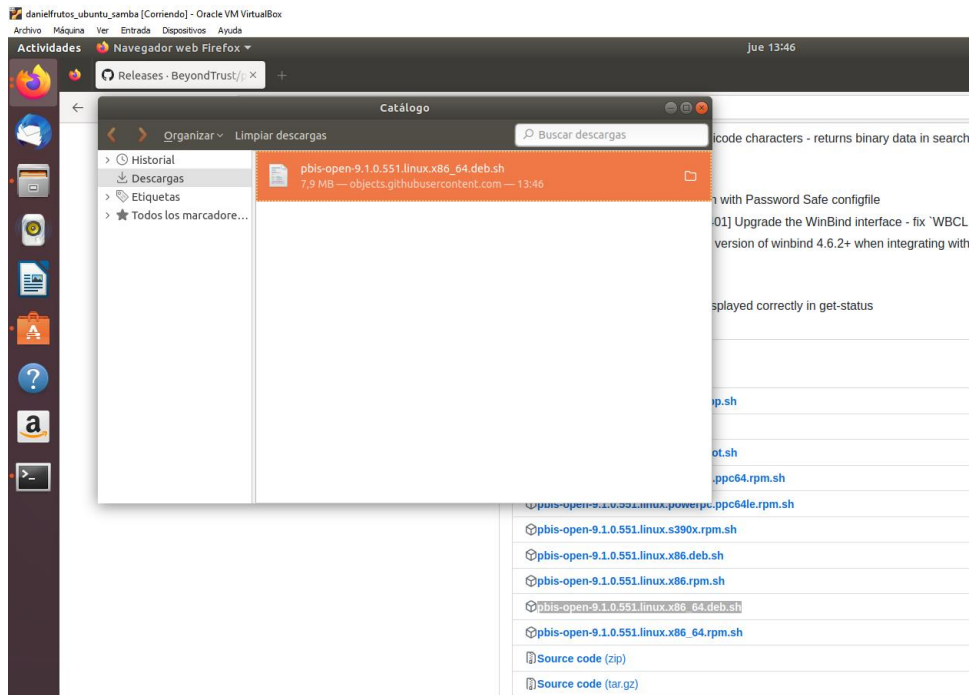 danielfrutos_ubuntu_samba [Corriendo] - Oracle VM VirtualBox
Archivo Máquina Ver Entrada Dispositivos Ayuda
Actividades Navegador web Firefox jue 13:46
Releases · BeyondTrust/p
Catálogo
Organizar Limpiar descargas Buscar descargas
Historial
Descargas
Etiquetas
Todos los marcadore...
pbis-open-9.1.0.551.linux.x86_64.deb.sh
7,9 MB — objects.githubusercontent.com — 13:46
icode characters - returns binary data in search
with Password Safe configfile
01] Upgrade the WinBind interface - fix `WBCL
version of winbind 4.6.2+ when integrating with
splayed correctly in get-status
pp.sh
ot.sh
.ppc64.rpm.sh
pbis-open-9.1.0.551.linux.powerpc.ppc64le.rpm.sh
pbis-open-9.1.0.551.linux.s390x.rpm.sh
pbis-open-9.1.0.551.linux.x86.deb.sh
pbis-open-9.1.0.551.linux.x86.rpm.sh
pbis-open-9.1.0.551.linux.x86_64.deb.sh
pbis-open-9.1.0.551.linux.x86_64.rpm.sh
Source code (zip)
Source code (tar.gz)